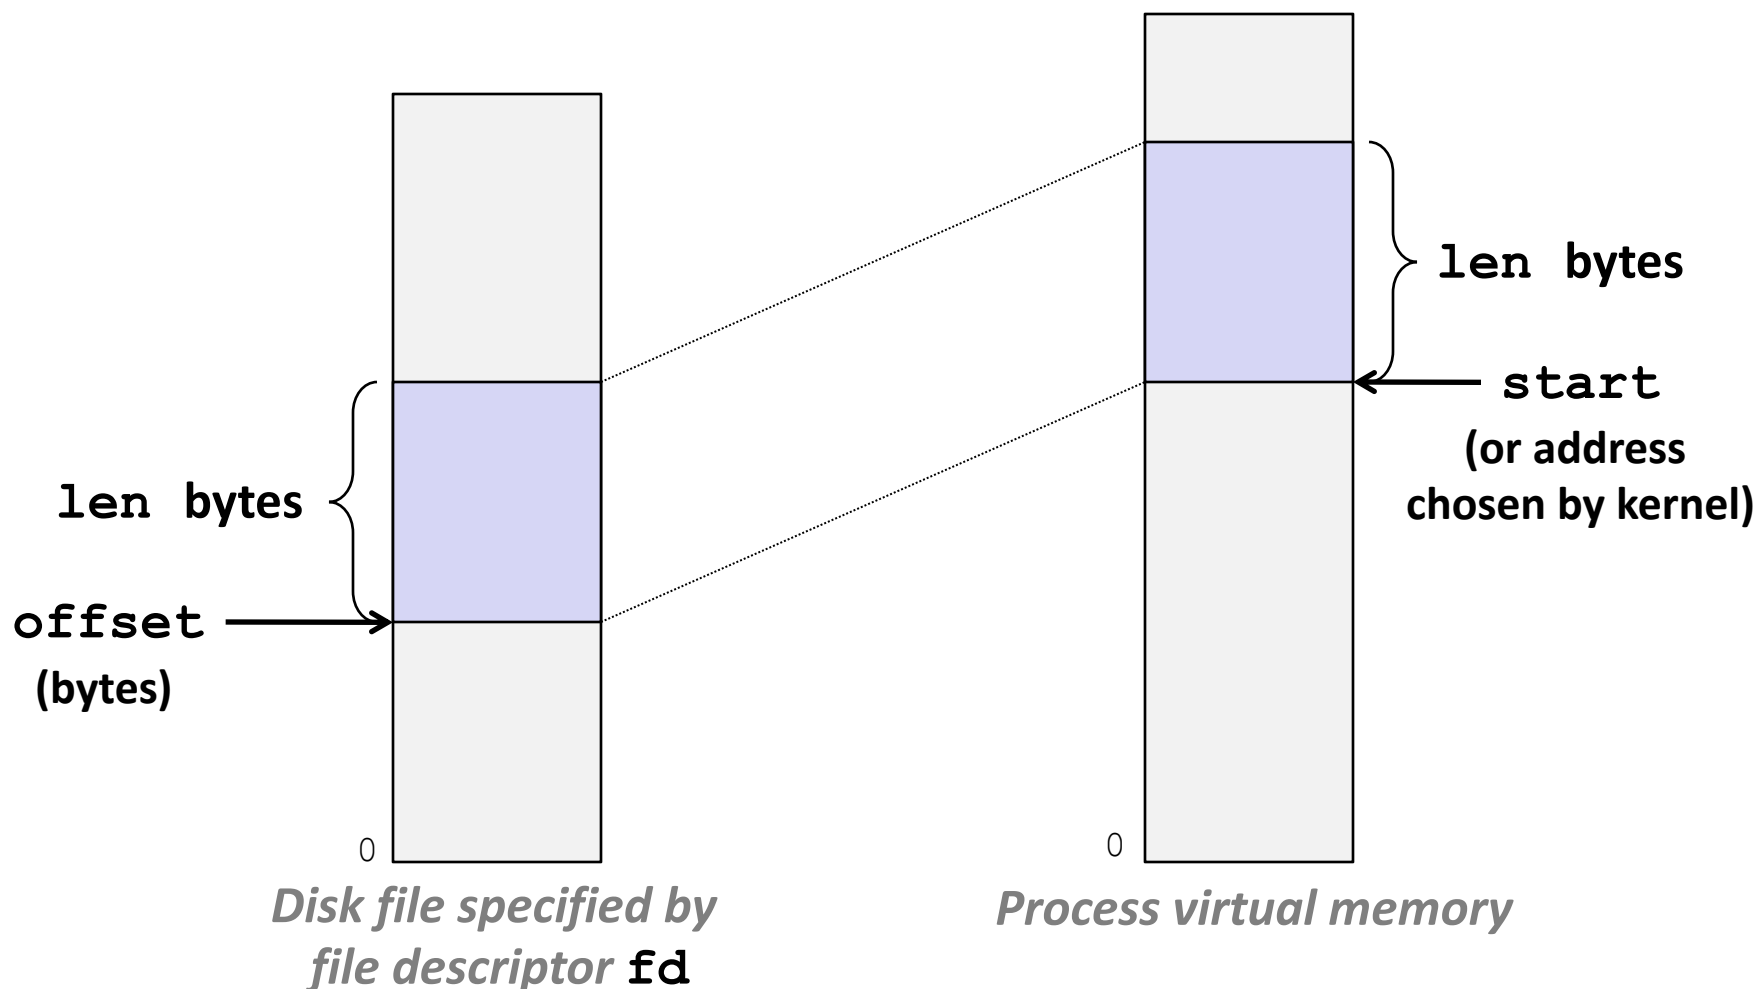 len bytes
offset
(bytes)
0
Disk file specified by
file descriptor fd
len bytes
start
(or address
chosen by kernel)
0
Process virtual memory